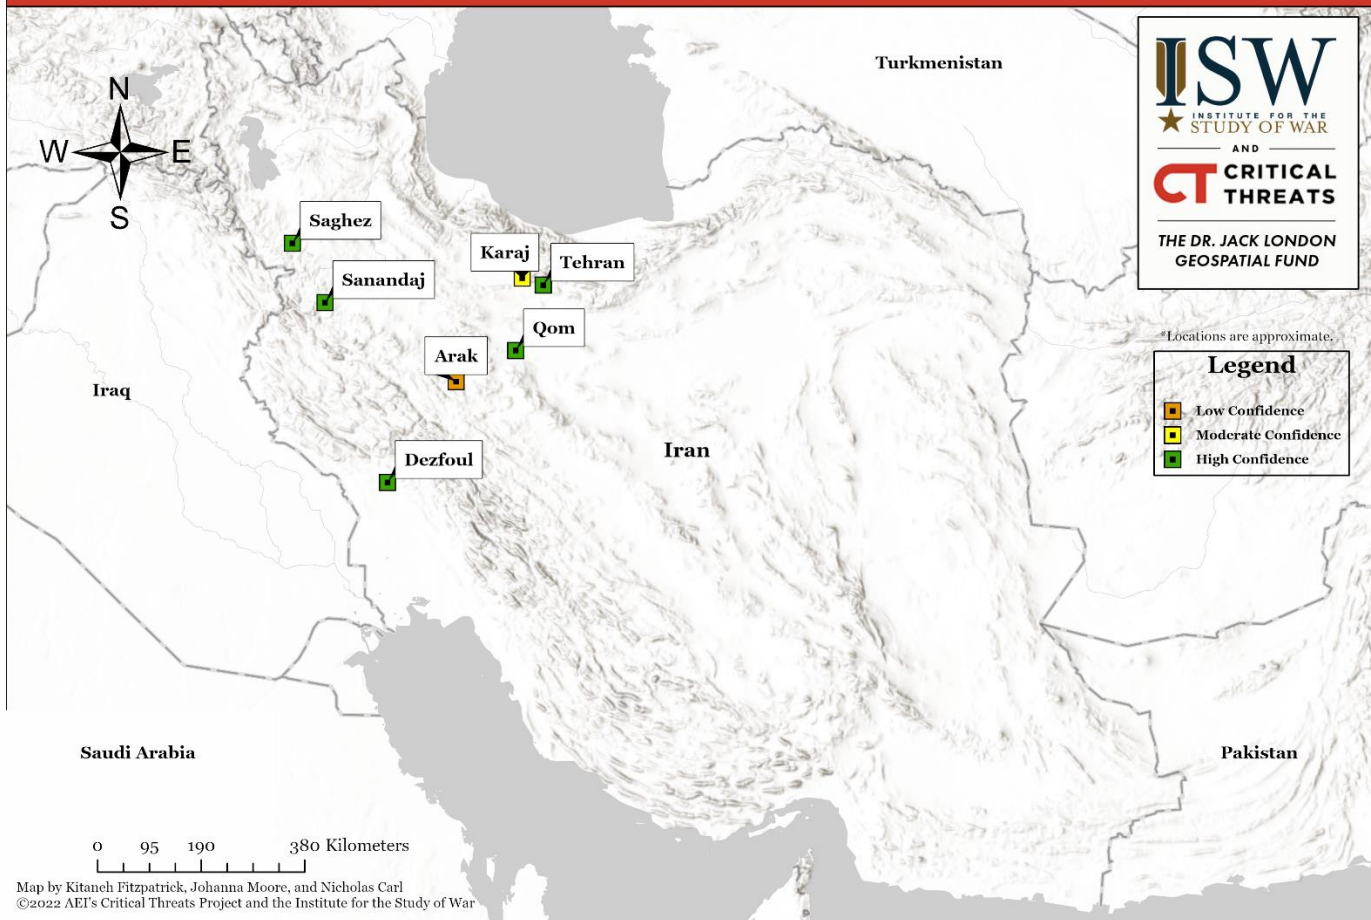 Turkmenistan
ISW
INSTITUTE FOR THE
STUDY OF WAR
AND
CT CRITICAL
THREATS
THE DR. JACK LONDON
GEOSPATIAL FUND
N
W E
S
Saghez
Karaj
Tehran
Sanandaj
Qom
Arak
*Locations are approximate.
Legend
Low Confidence
Moderate Confidence
High Confidence
Iraq
Iran
Dezfoul
Saudi Arabia
Pakistan
0 95 190 380 Kilometers
Map by Kitaneh Fitzpatrick, Johanna Moore, and Nicholas Carl
©2022 AEI's Critical Threats Project and the Institute for the Study of War